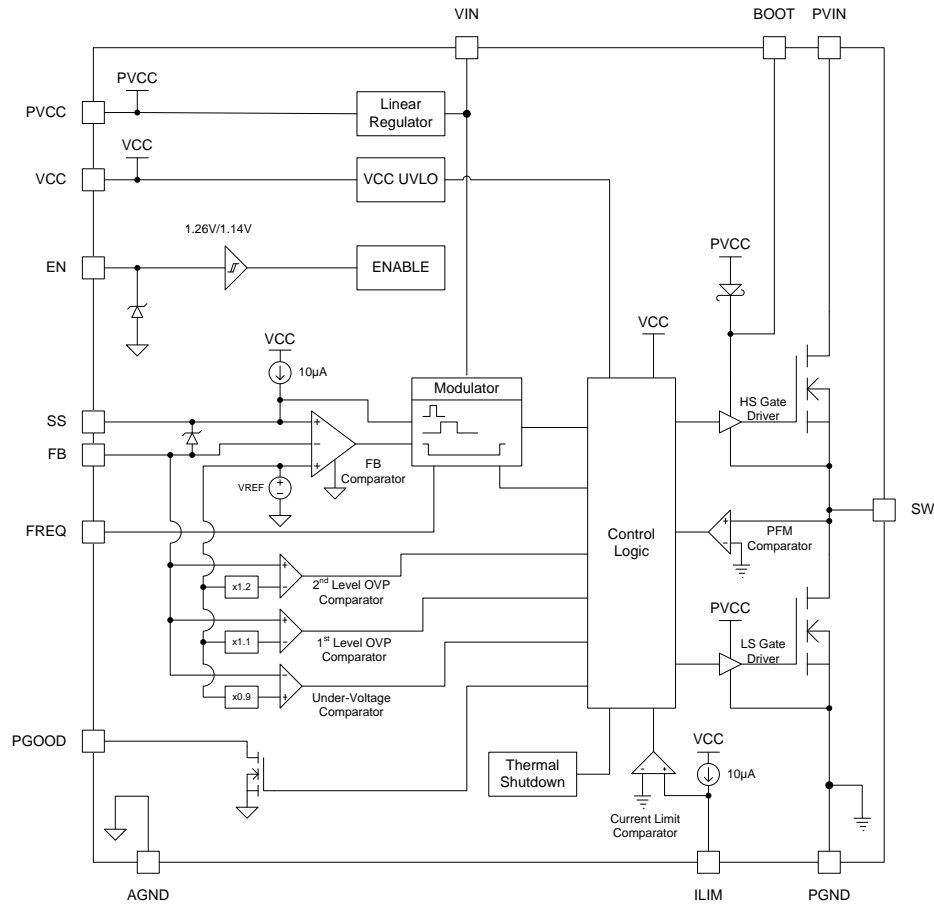 VIN
BOOT
PVIN
PVCC
PVCC
Linear
Regulator
VCC
VCC
VCC UVLO
1.26V/1.14V
EN
ENABLE
PVCC
VCC
10µA
VCC
Modulator
SS
FB
+
−
+
FB
Comparator
VREF
+
−
HS Gate
Driver
FREQ
Control
Logic
+
-
PFM
Comparator
SW
x1.2
+
−
2nd Level OVP
Comparator
x1.1
+
−
1st Level OVP
Comparator
PVCC
LS Gate
Driver
x0.9
−
+
Under-Voltage
Comparator
PGOOD
Thermal
Shutdown
VCC
10µA
-
+
Current Limit
Comparator
AGND
ILIM
PGND